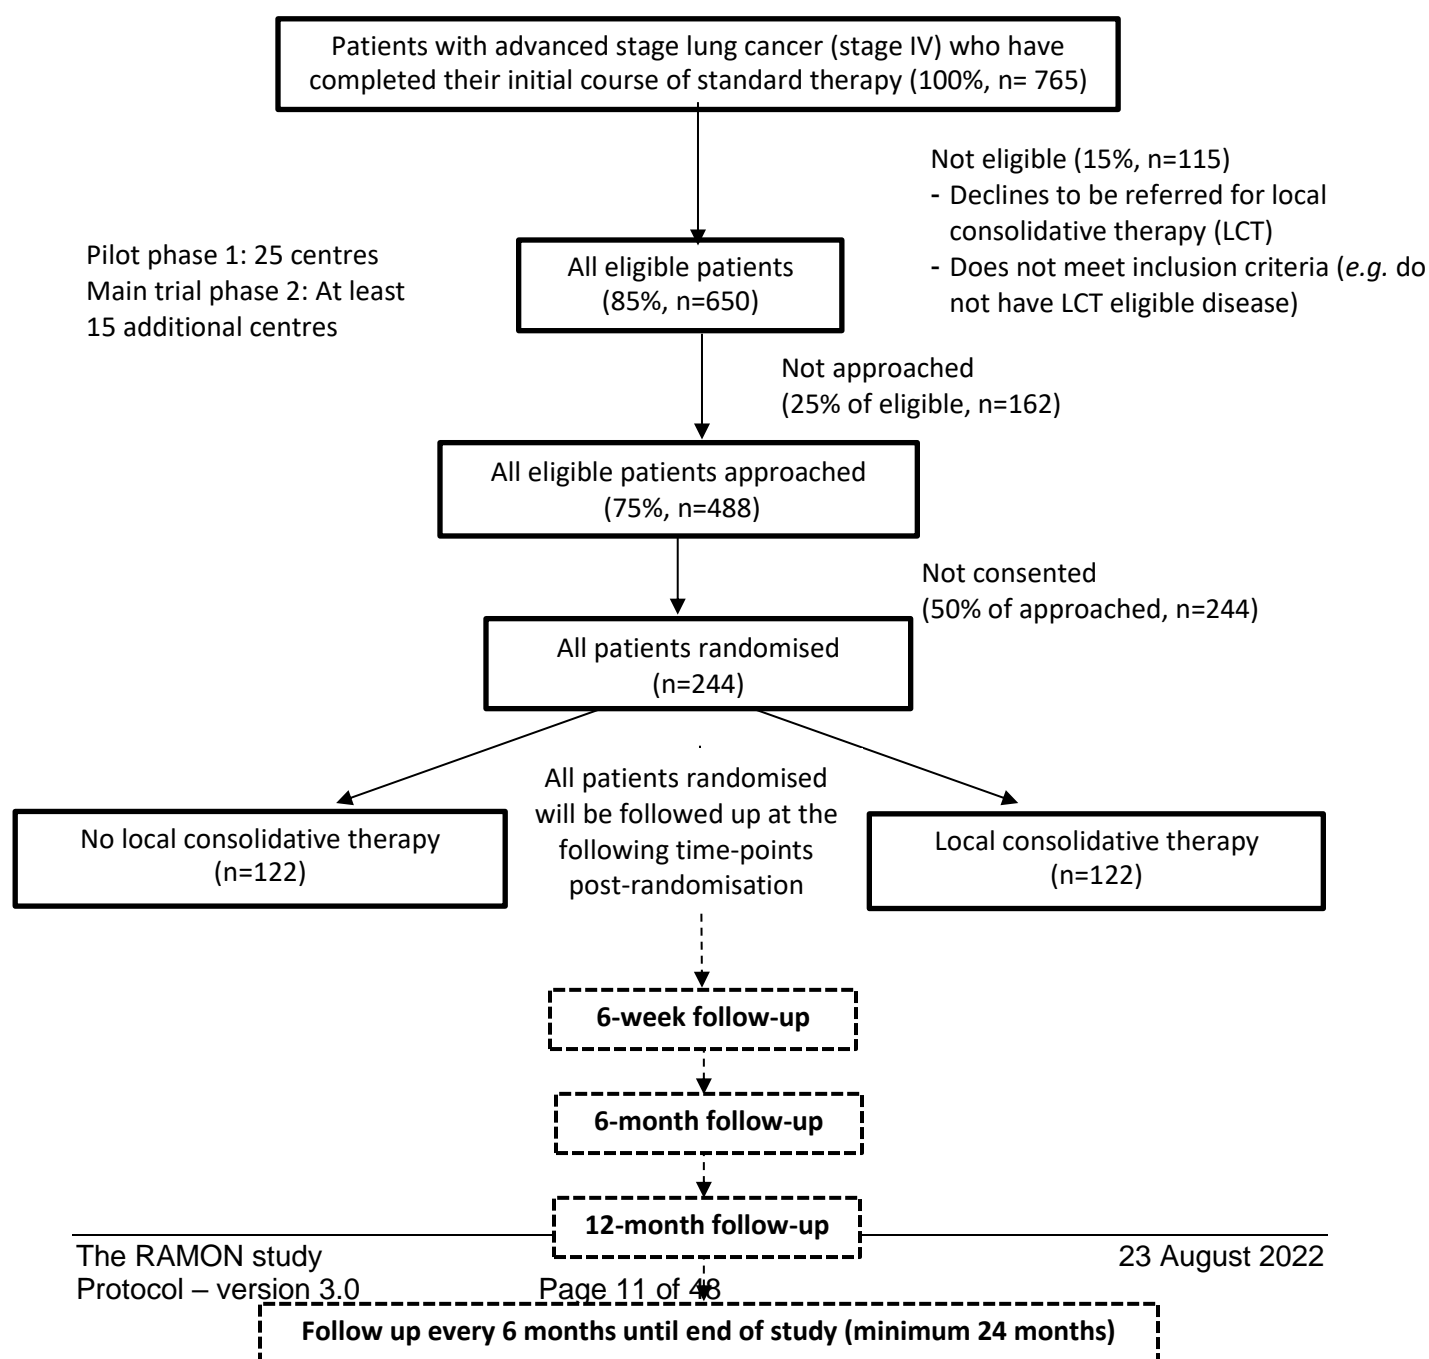 Patients with advanced stage lung cancer (stage IV) who have
completed their initial course of standard therapy (100%, n= 765)
Not eligible (15%, n=115)
- Declines to be referred for local
consolidative therapy (LCT)
- Does not meet inclusion criteria (e.g. do
not have LCT eligible disease)
Pilot phase 1: 25 centres
Main trial phase 2: At least
15 additional centres
All eligible patients
(85%, n=650)
Not approached
(25% of eligible, n=162)
All eligible patients approached
(75%, n=488)
Not consented
(50% of approached, n=244)
All patients randomised
(n=244)
All patients randomised
will be followed up at the
following time-points
post-randomisation
No local consolidative therapy
(n=122)
Local consolidative therapy
(n=122)
6-week follow-up
6-month follow-up
12-month follow-up
The RAMON study
23 August 2022
Protocol – version 3.0
Page 11 of 48
Follow up every 6 months until end of study (minimum 24 months)